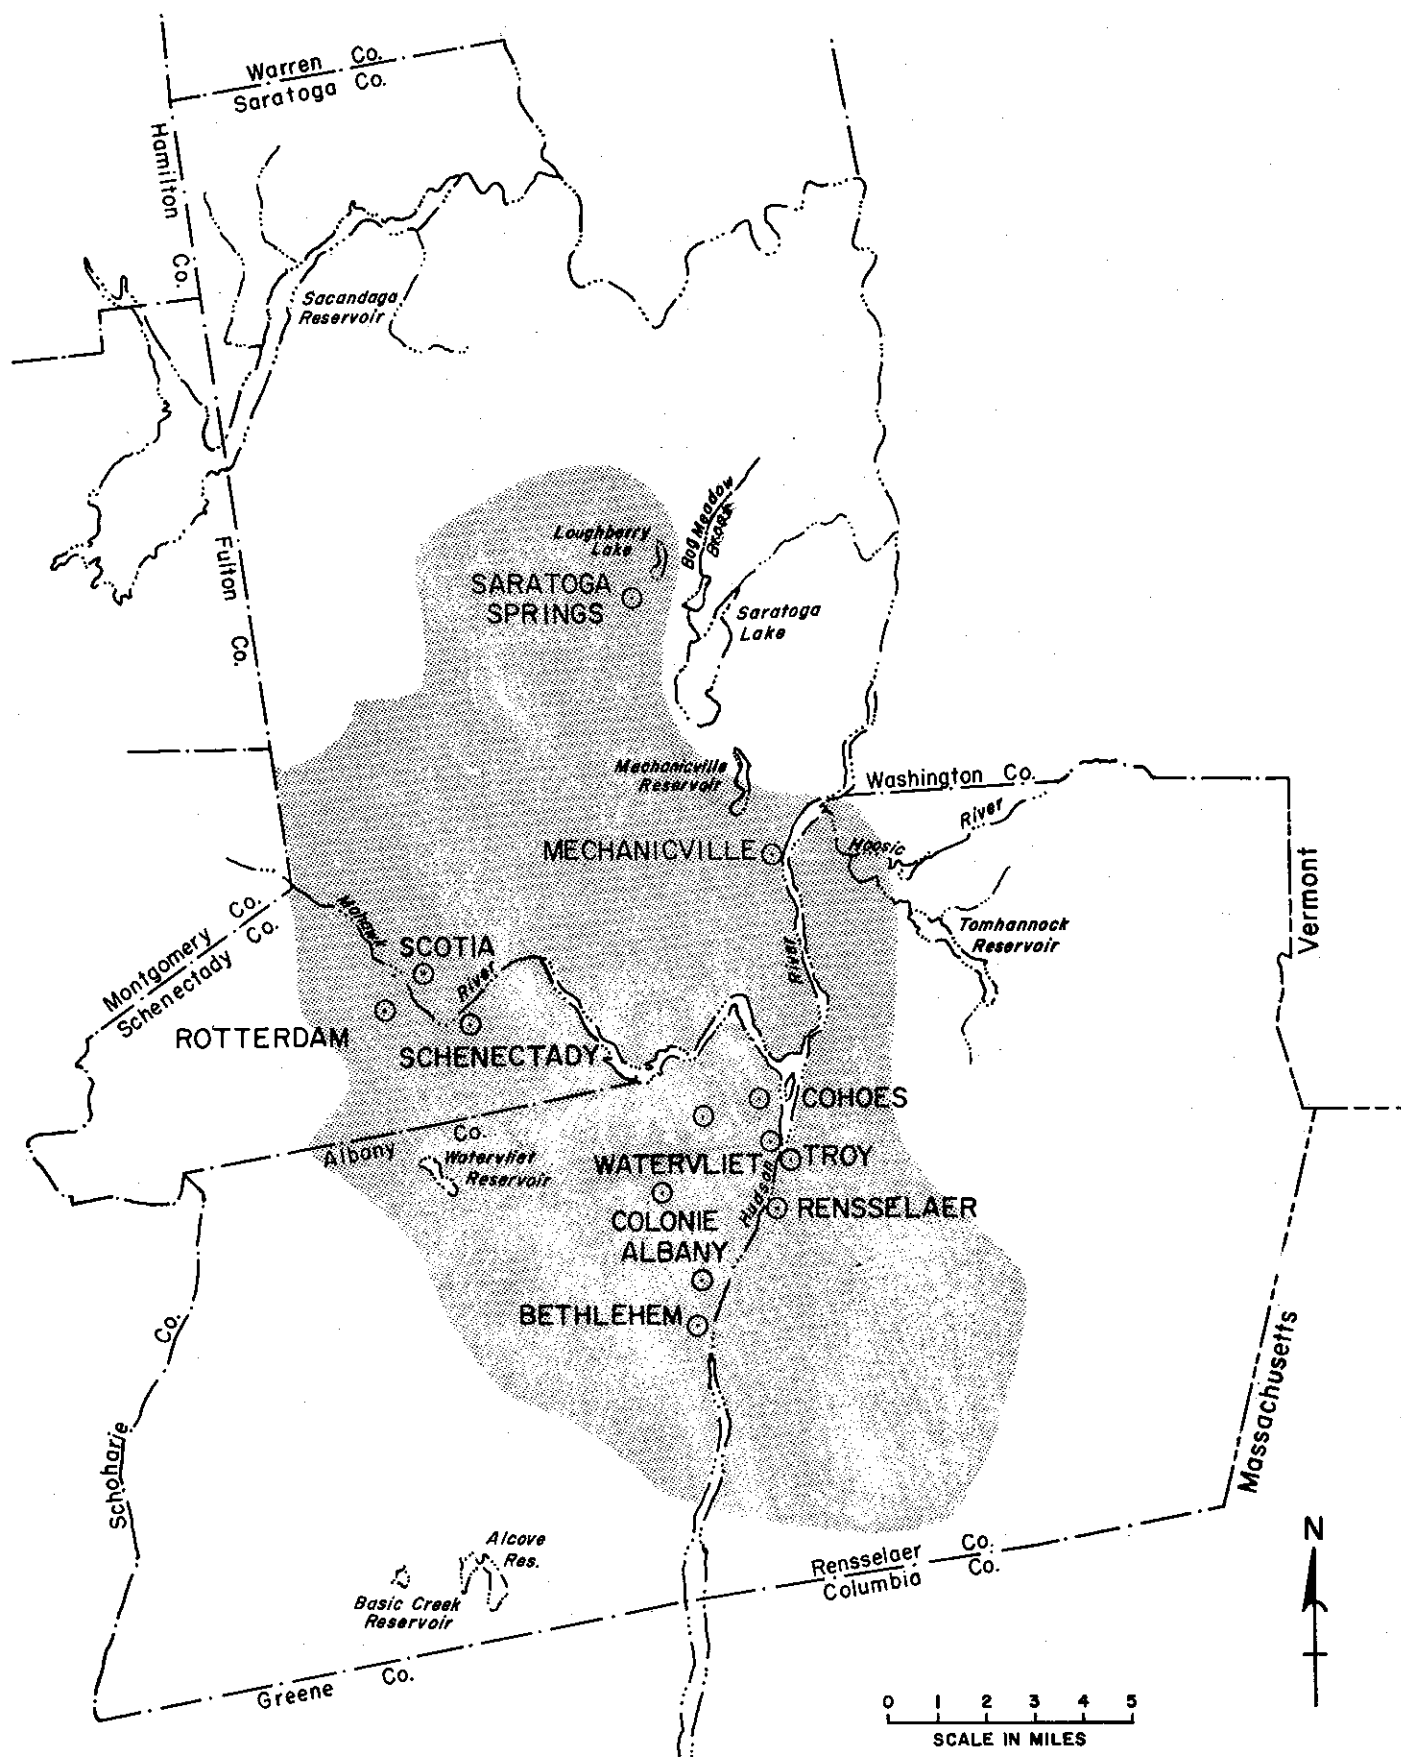 Warren Co.
Saratoga Co.
Hamilton Co.
Sacandaga
Reservoir
Fulton Co.
Loughberry
Lake
Bog Meadow
Brook
SARATOGA
SPRINGS
Saratoga
Lake
Mechanicville
Reservoir
Washington Co.
MECHANICVILLE
Hoosic River
Tomhannock
Reservoir
Vermont
Montgomery Co.
Schenectady Co.
Mohawk River
SCOTIA
ROTTERDAM
SCHENECTADY
Hudson River
COHOES
Albany Co.
Watervliet
Reservoir
WATERVLIET
TROY
COLONIE
RENSSELAER
ALBANY
BETHLEHEM
Schoharie Co.
Massachusetts
Alcove
Res.
Basic Creek
Reservoir
Rensselaer Co.
Columbia Co.
Greene Co.
N
0 1 2 3 4 5
SCALE IN MILES